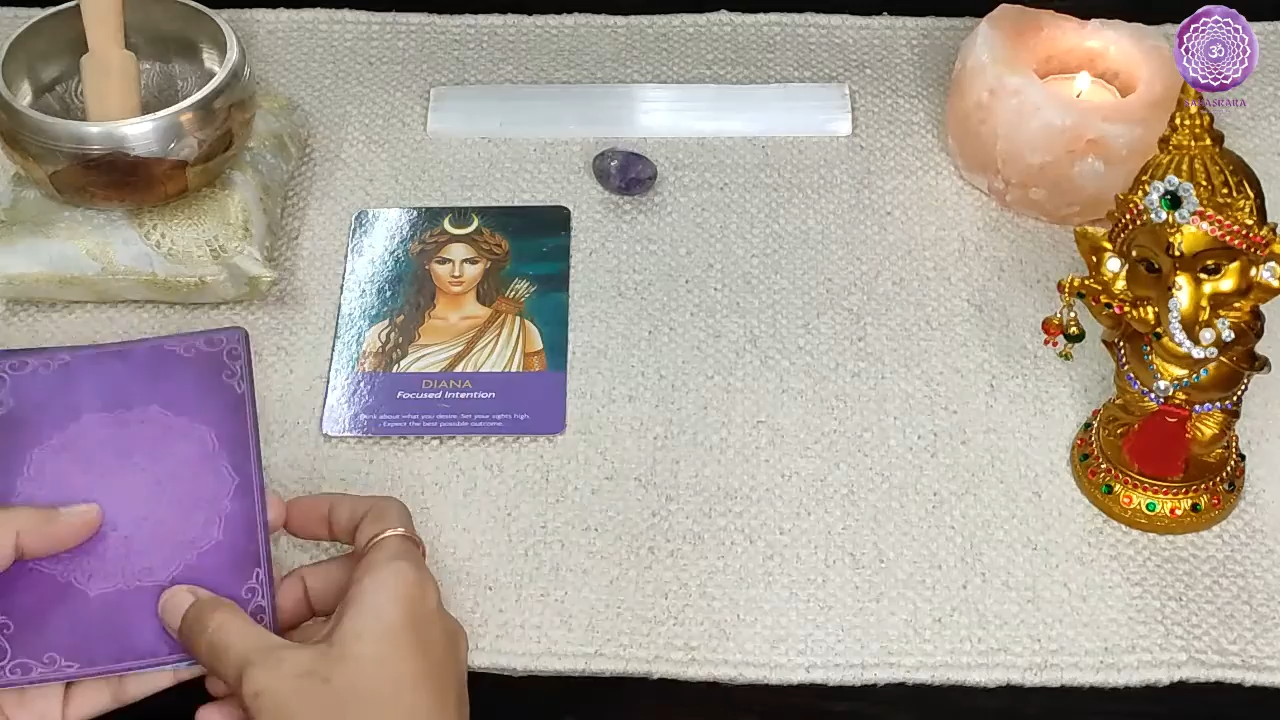 ॐ
SAHASRARA
DIANA
Focused Intention
Think about what you desire. Set your sights high.
Expect the best possible outcome.